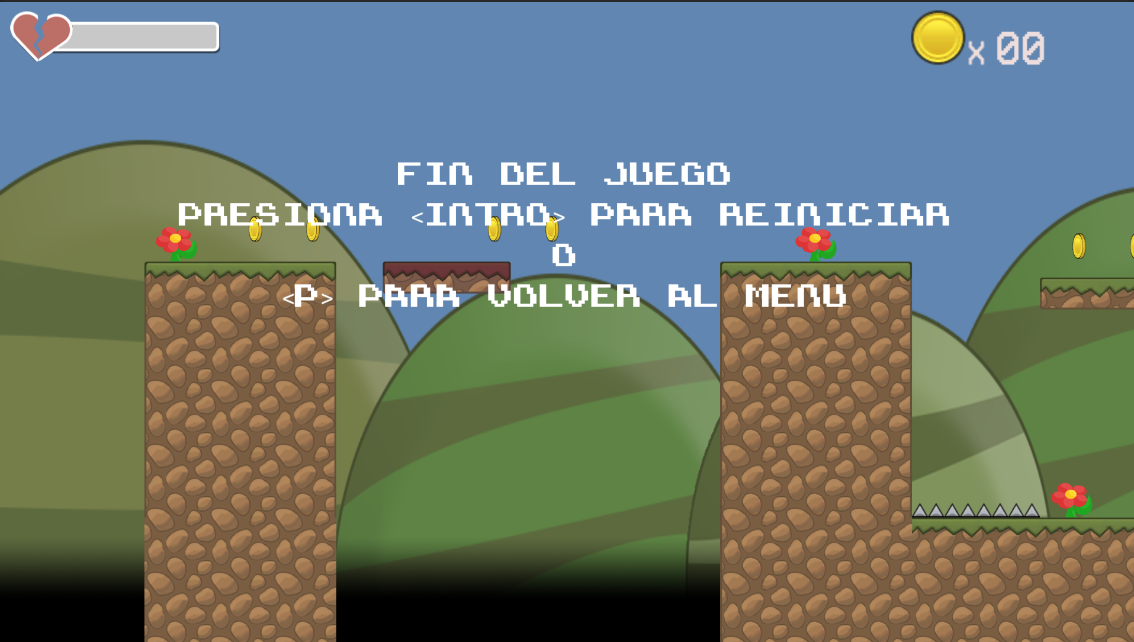 x 00
FIN DEL JUEGO
PRESIONA <INTRO> PARA REINICIAR
O
<P> PARA VOLVER AL MENU